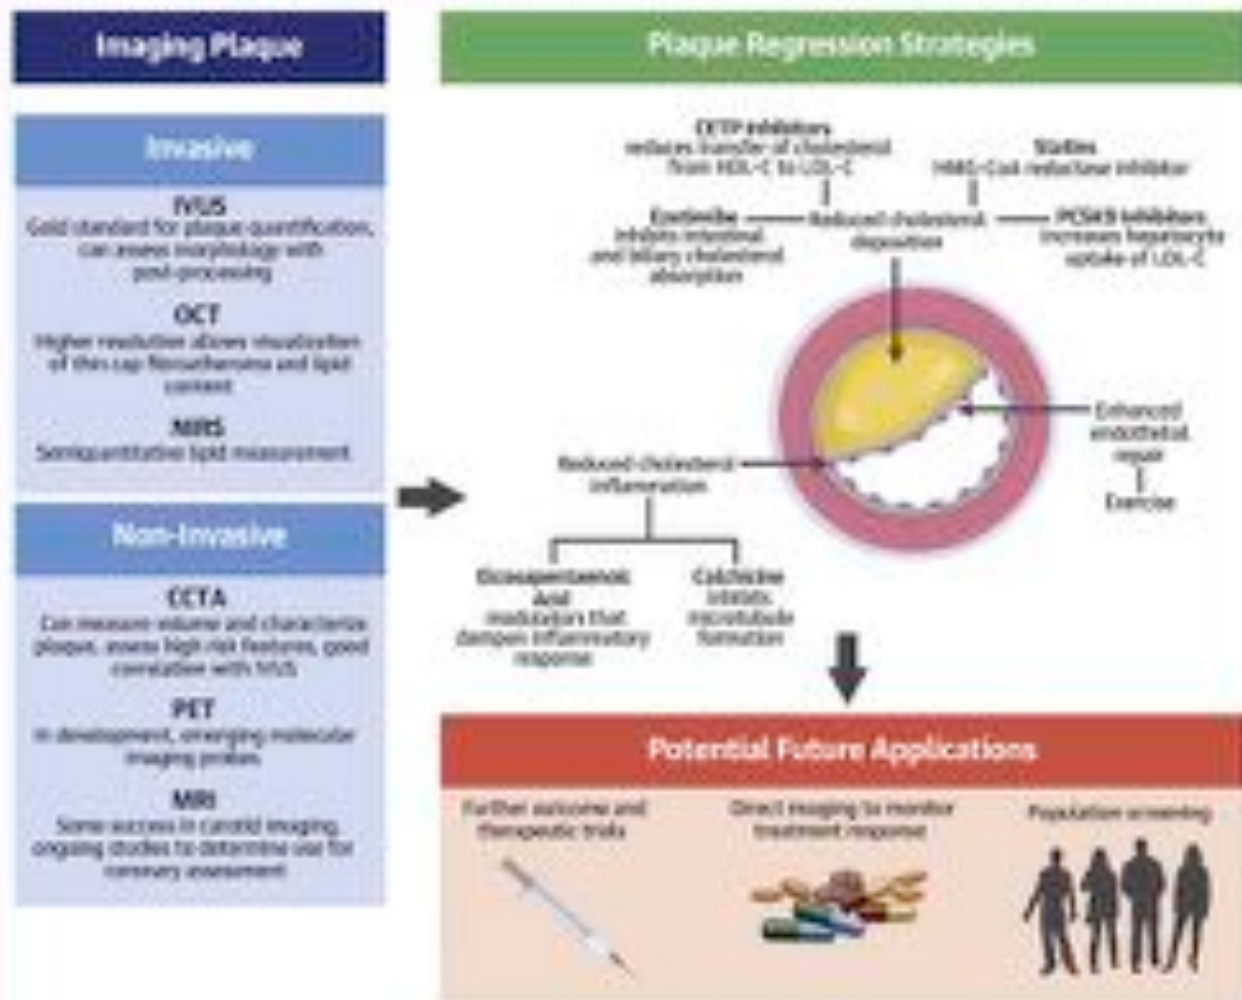 Imaging Plaque
Invasive
IVUS
Gold standard for plaque quantification,
can assess morphology with
post-processing
OCT
Higher resolution allows visualization
of thin cap fibroatheroma and lipid
content
NIRS
Semiquantitative lipid measurement
Non-Invasive
CCTA
Can measure volume and characterize
plaque, assess high risk features, good
correlation with IVUS
PET
In development, emerging molecular
imaging probes
MRI
Some success in carotid imaging,
ongoing studies to determine use for
coronary assessment
Plaque Regression Strategies
CETP Inhibitors
reduces transfer of cholesterol
from HDL-C to LDL-C
Statins
HMG-CoA reductase inhibitor
Ezetimibe
inhibits intestinal
and biliary cholesterol
absorption
Reduced cholesterol
deposition
PCSK9 Inhibitors
increases hepatocyte
uptake of LDL-C
Enhanced
endothelial
repair
Exercise
Reduced cholesterol
inflammation
Eicosapentaenoic
Acid
modulators that
dampen inflammatory
response
Colchicine
inhibits
microtubule
formation
Potential Future Applications
Further outcome and
therapeutic trials
Direct imaging to monitor
treatment response
Population screening